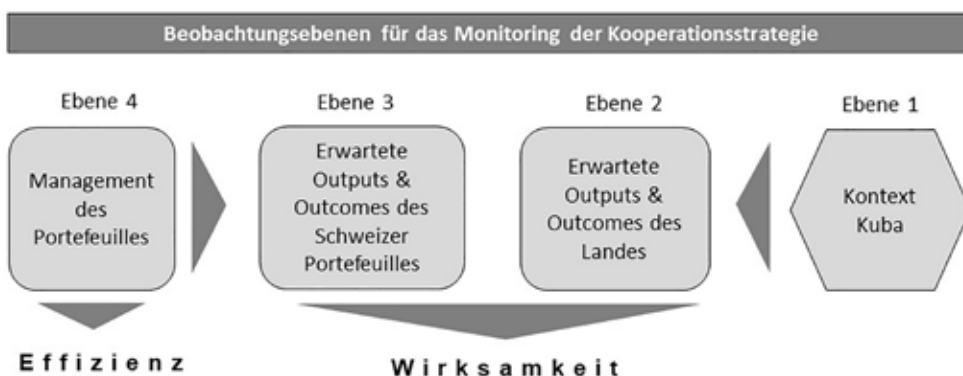 Beobachtungsebenen für das Monitoring der Kooperationsstrategie
Ebene 4
Management
des
Portefeuilles
Ebene 3
Erwartete
Outputs &
Outcomes des
Schweizer
Portefeuilles
Ebene 2
Erwartete
Outputs &
Outcomes des
Landes
Ebene 1
Kontext
Kuba
Effizienz
Wirksamkeit